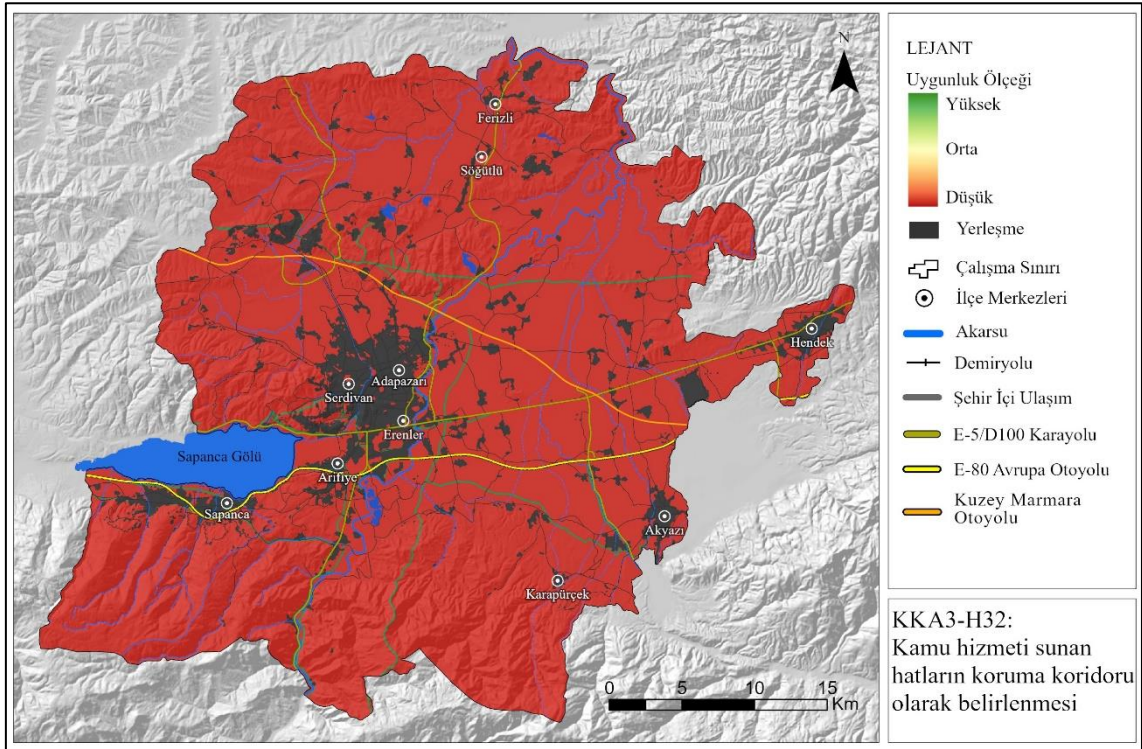 N
Ferizli
Söğütlü
Hendek
Adapazarı
Serdivan
Erenler
Sapanca Gölü
Arifiye
Sapanca
Akyazı
Karapürçek
0 5 10 15
Km
LEJANT
Uygunluk Ölçeği
Yüksek
Orta
Düşük
Yerleşme
Çalışma Sınırı
İlçe Merkezleri
Akarsu
Demiryolu
Şehir İçi Ulaşım
E-5/D100 Karayolu
E-80 Avrupa Otoyolu
Kuzey Marmara
Otoyolu
KKA3-H32:
Kamu hizmeti sunan
hatların koruma koridoru
olarak belirlenmesi